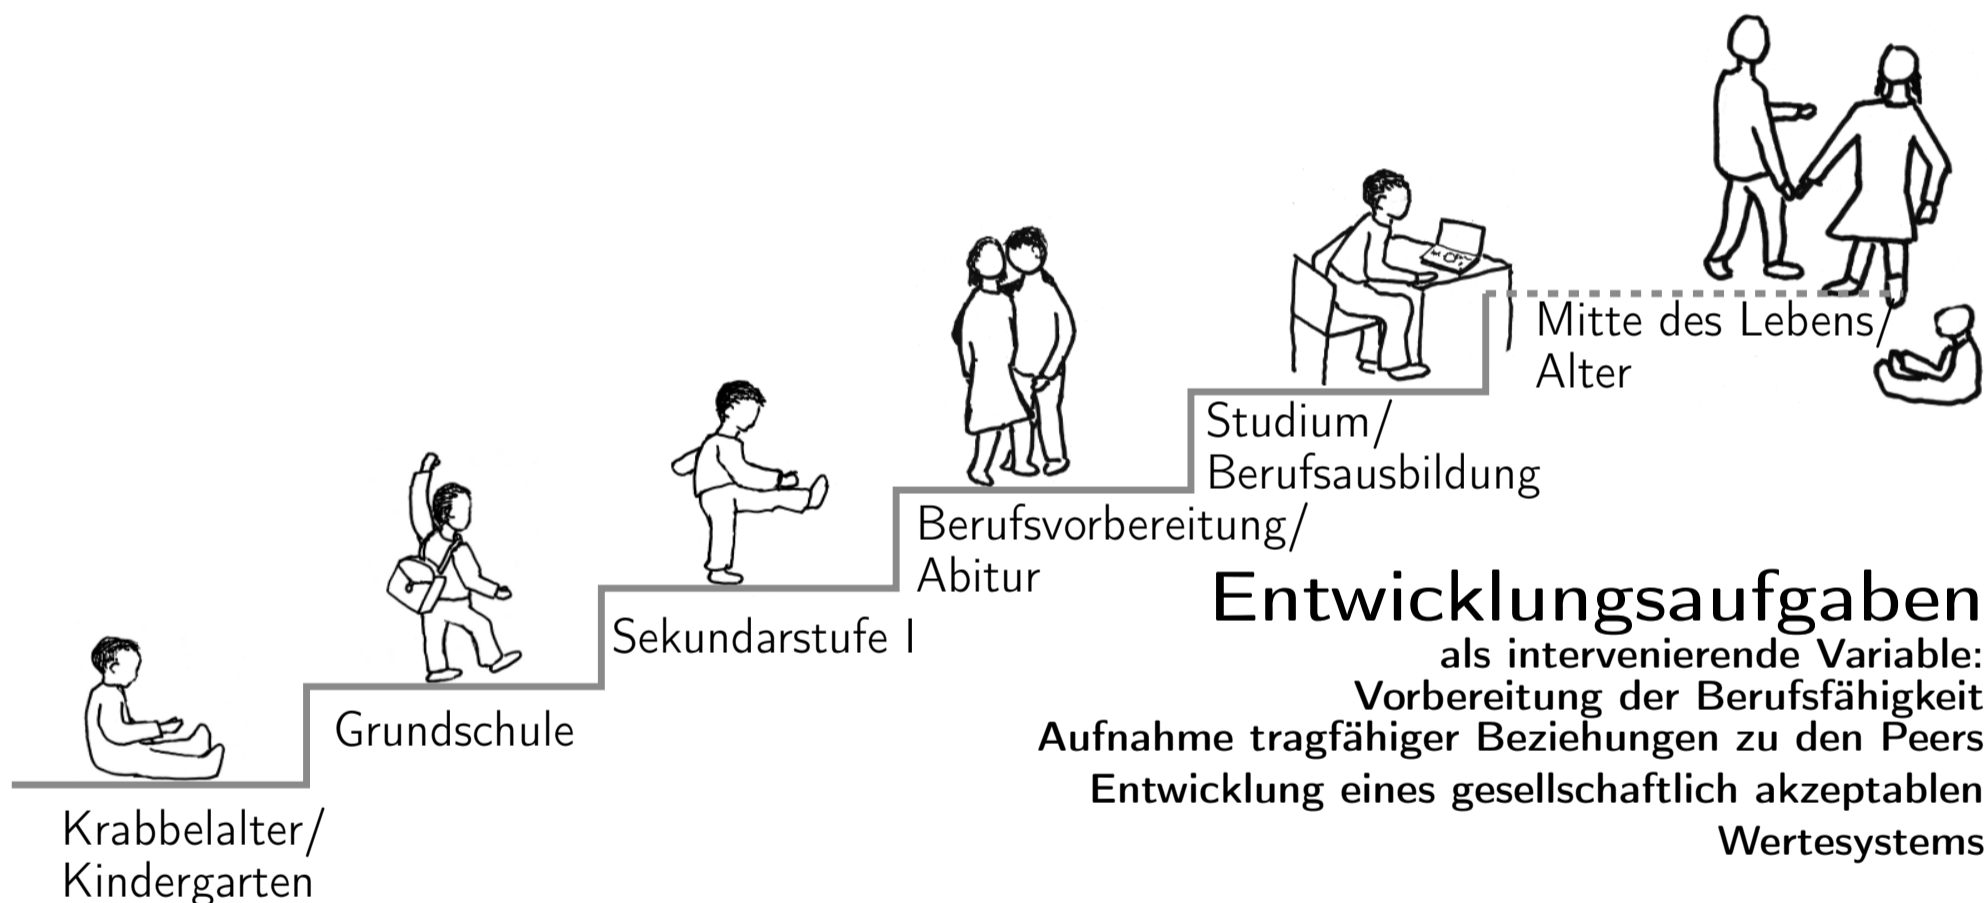 Krabbelalter/
Kindergarten
Grundschule
Sekundarstufe I
Berufsvorbereitung/
Abitur
Studium/
Berufsausbildung
Mitte des Lebens/
Alter
Entwicklungsaufgaben
als intervenierende Variable:
Vorbereitung der Berufsfähigkeit
Aufnahme tragfähiger Beziehungen zu den Peers
Entwicklung eines gesellschaftlich akzeptablen
Wertesystems